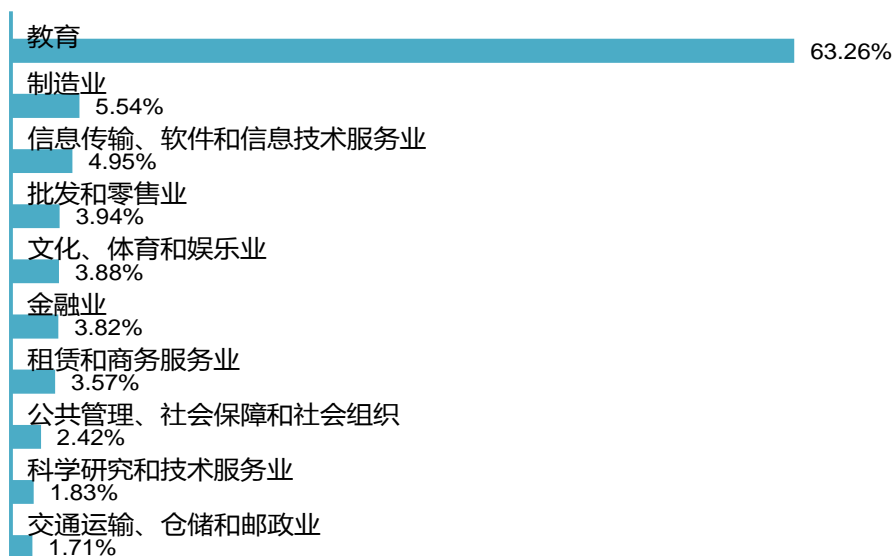 教育
63.26%
制造业
5.54%
信息传输、软件和信息技术服务业
4.95%
批发和零售业
3.94%
文化、体育和娱乐业
3.88%
金融业
3.82%
租赁和商务服务业
3.57%
公共管理、社会保障和社会组织
2.42%
科学研究和技术服务业
1.83%
交通运输、仓储和邮政业
1.71%